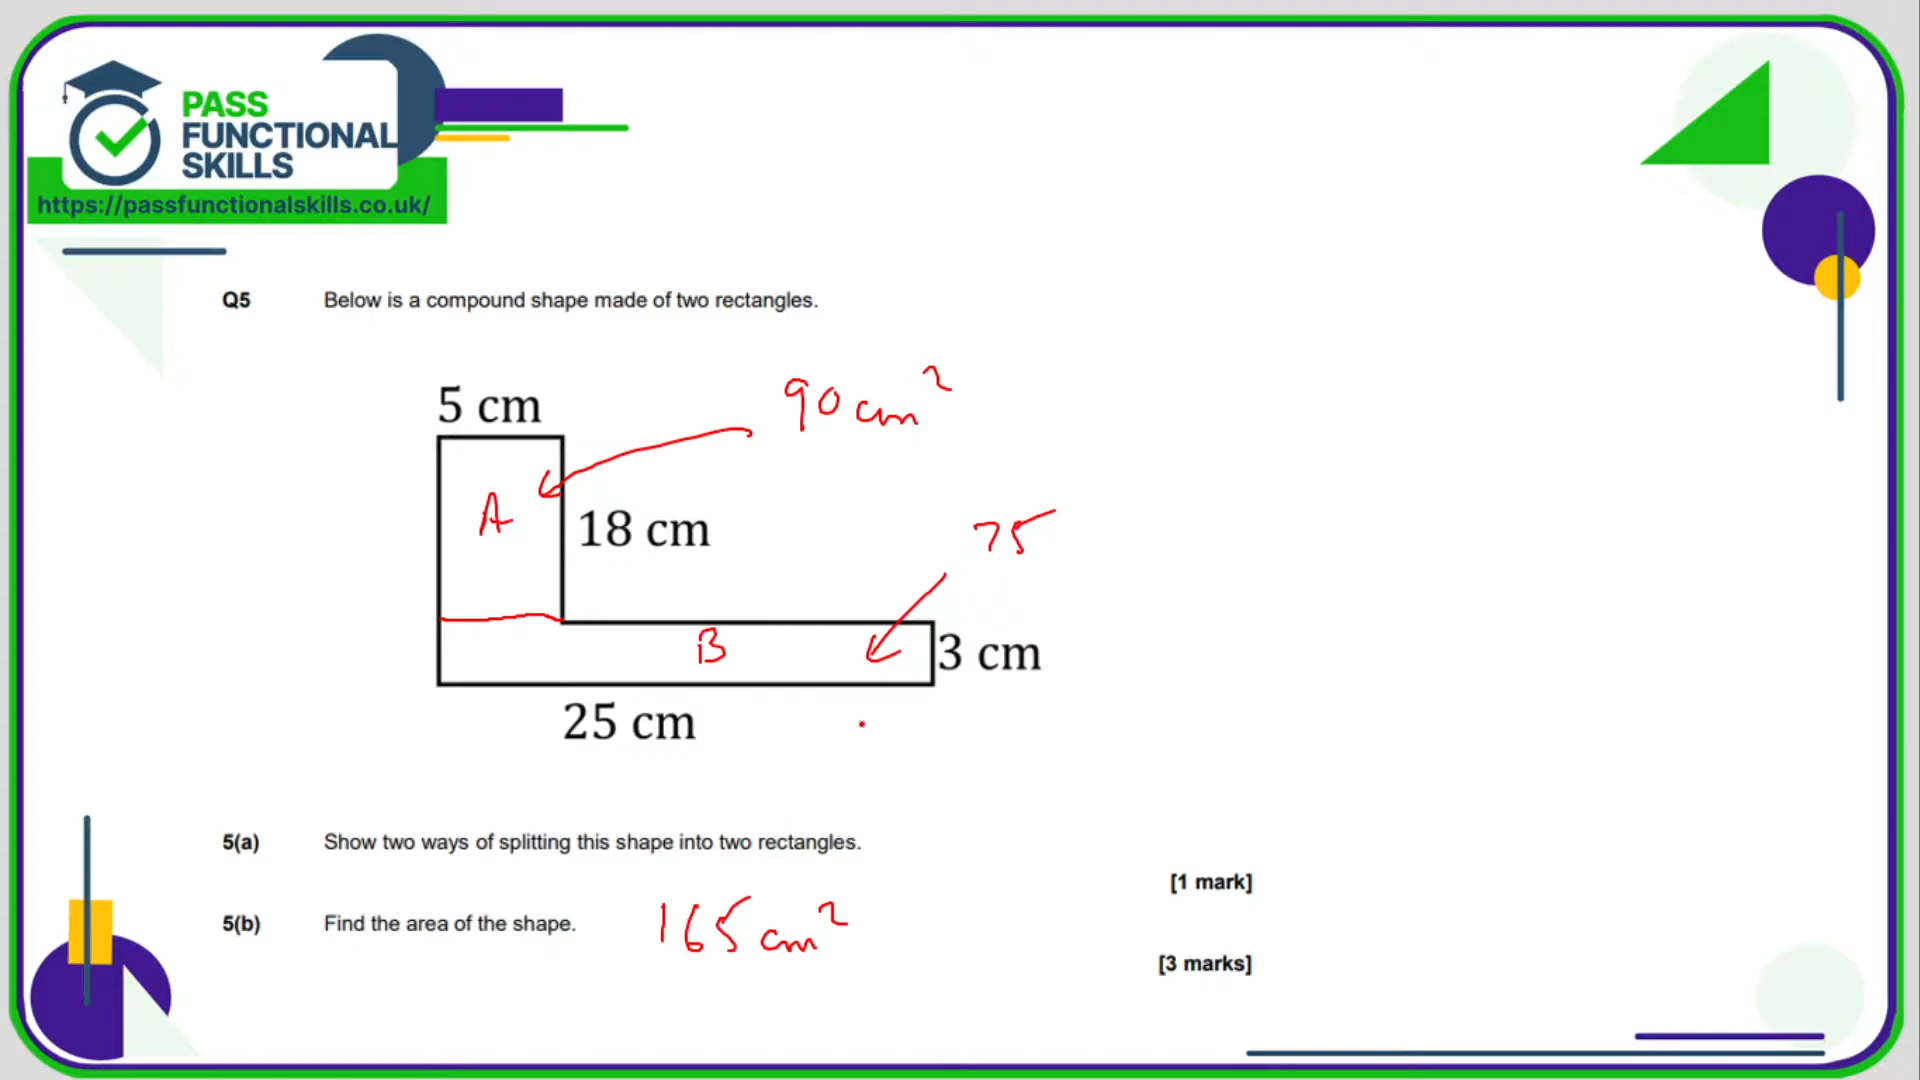 PASS
FUNCTIONAL
SKILLS
https://passfunctionalskills.co.uk/
Q5 Below is a compound shape made of two rectangles.
90 cm²
5 cm
A
18 cm
75
B
3 cm
25 cm
5(a) Show two ways of splitting this shape into two rectangles.
[1 mark]
5(b) Find the area of the shape. 165 cm²
[3 marks]